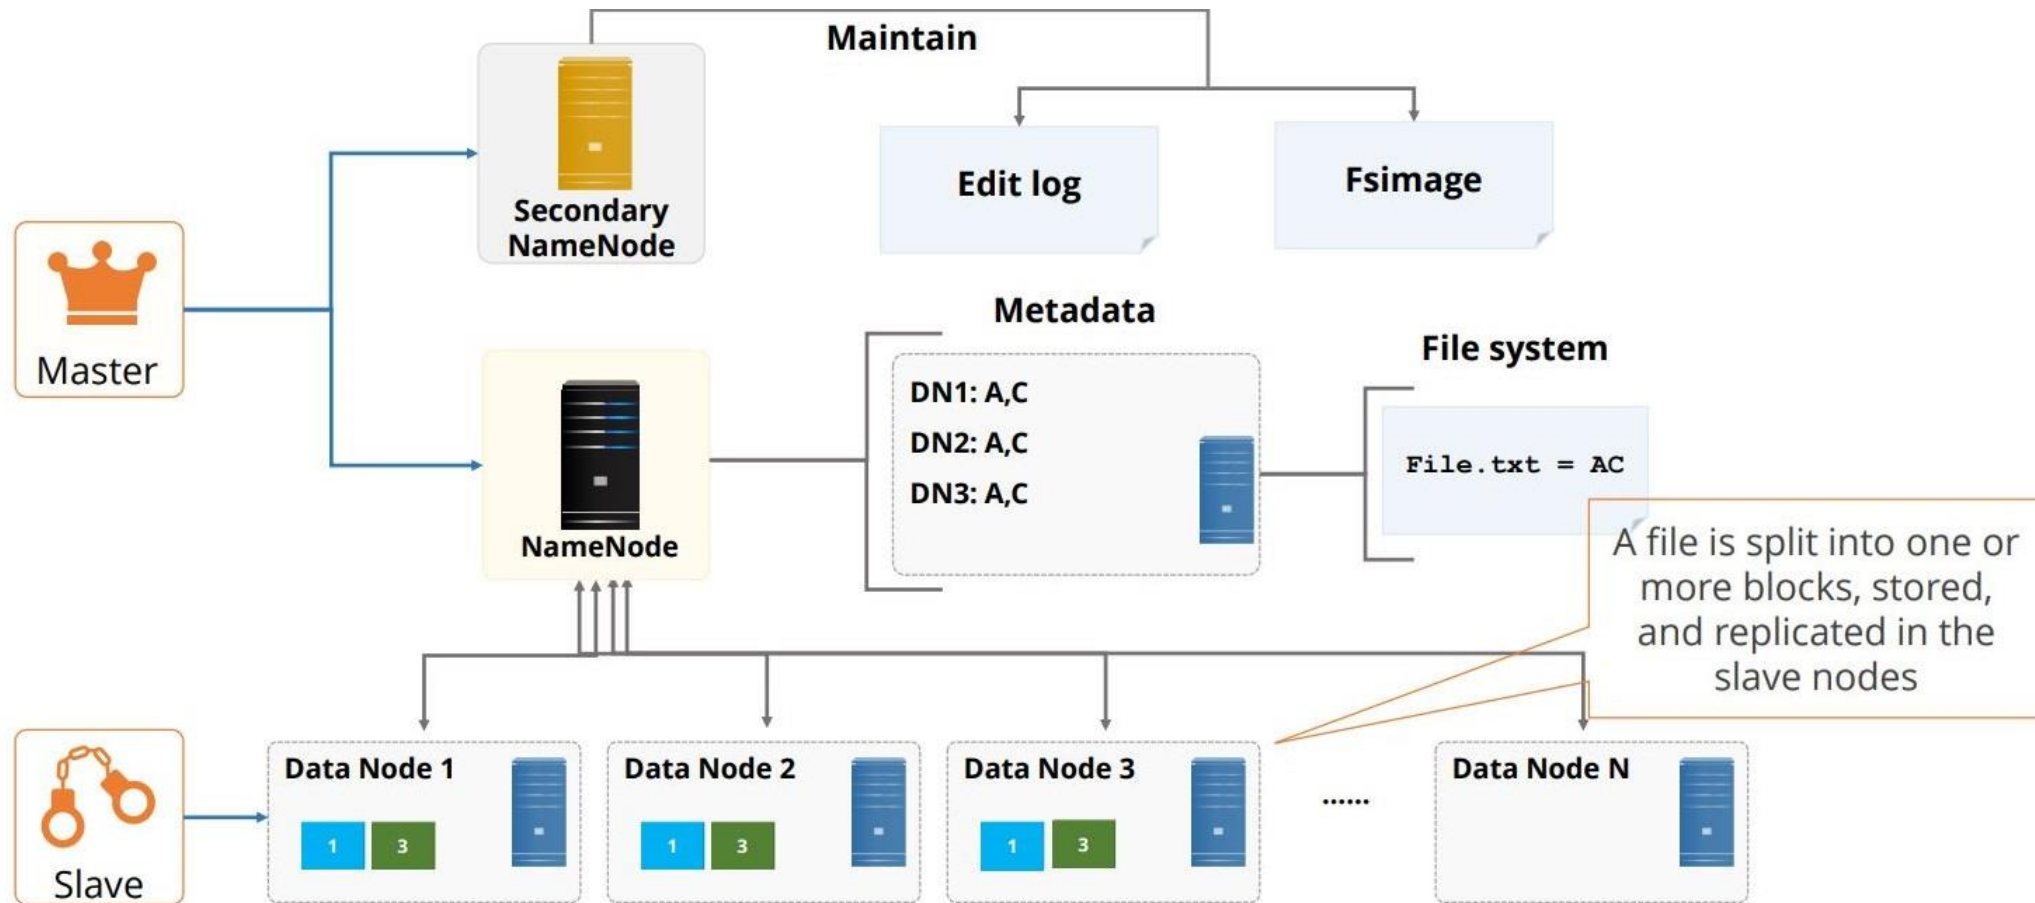 Maintain
Secondary
NameNode
Edit log
Fsimage
Master
Metadata
File system
DN1: A,C
DN2: A,C
DN3: A,C
File.txt = AC
NameNode
A file is split into one or
more blocks, stored,
and replicated in the
slave nodes
Slave
Data Node 1
1 3
Data Node 2
1 3
Data Node 3
1 3
......
Data Node N